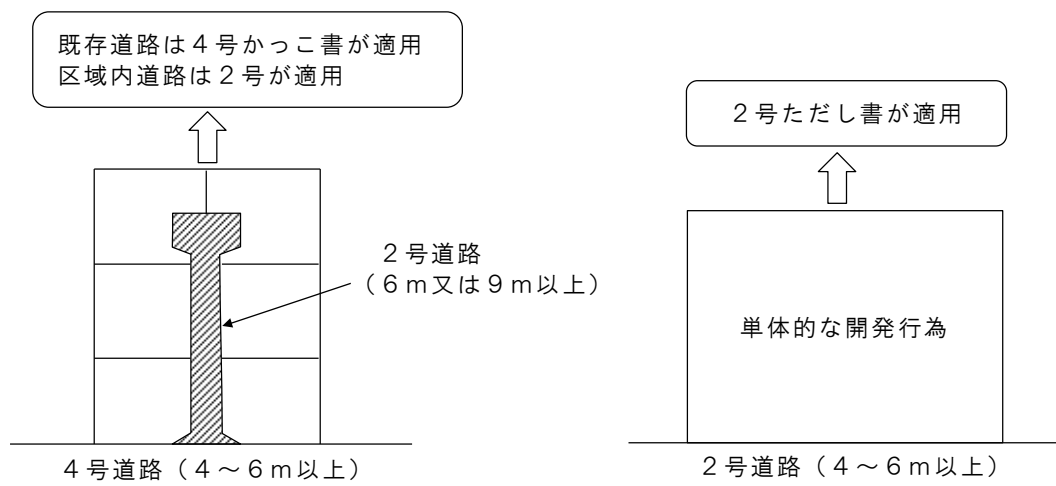 既存道路は４号かっこ書が適用
区域内道路は２号が適用
２号ただし書が適用
２号道路
（６ｍ又は９ｍ以上）
単体的な開発行為
４号道路（４～６ｍ以上）
２号道路（４～６ｍ以上）